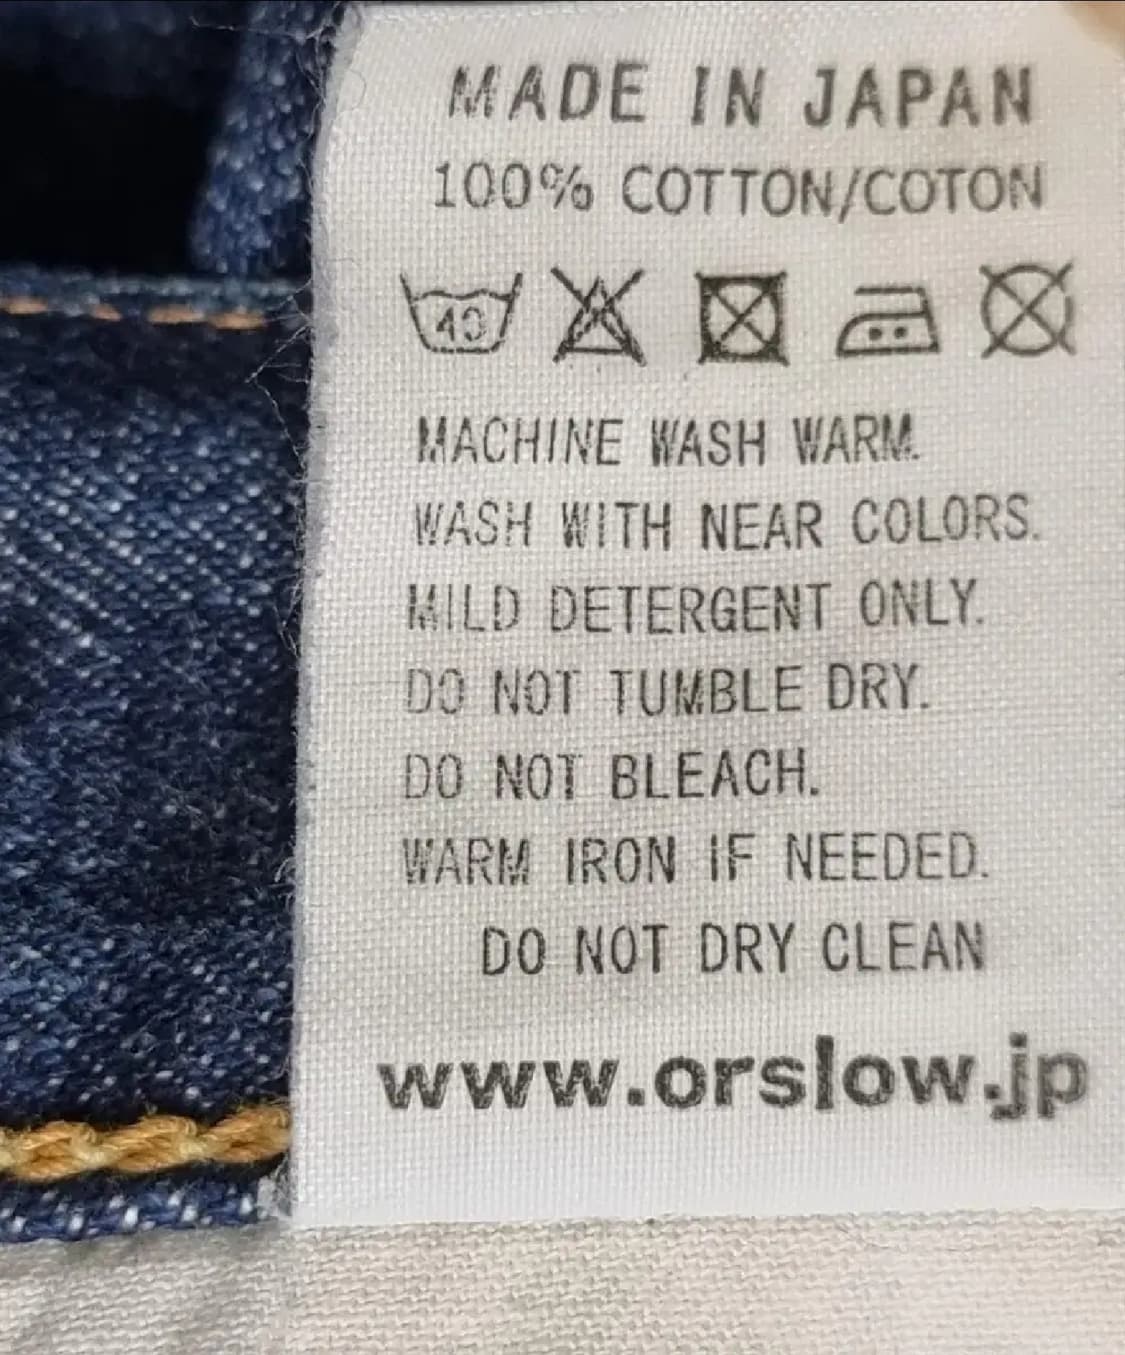 MADE IN JAPAN
100% COTTON/COTON
40
MACHINE WASH WARM.
WASH WITH NEAR COLORS.
MILD DETERGENT ONLY.
DO NOT TUMBLE DRY.
DO NOT BLEACH.
WARM IRON IF NEEDED.
DO NOT DRY CLEAN
www.orslow.jp